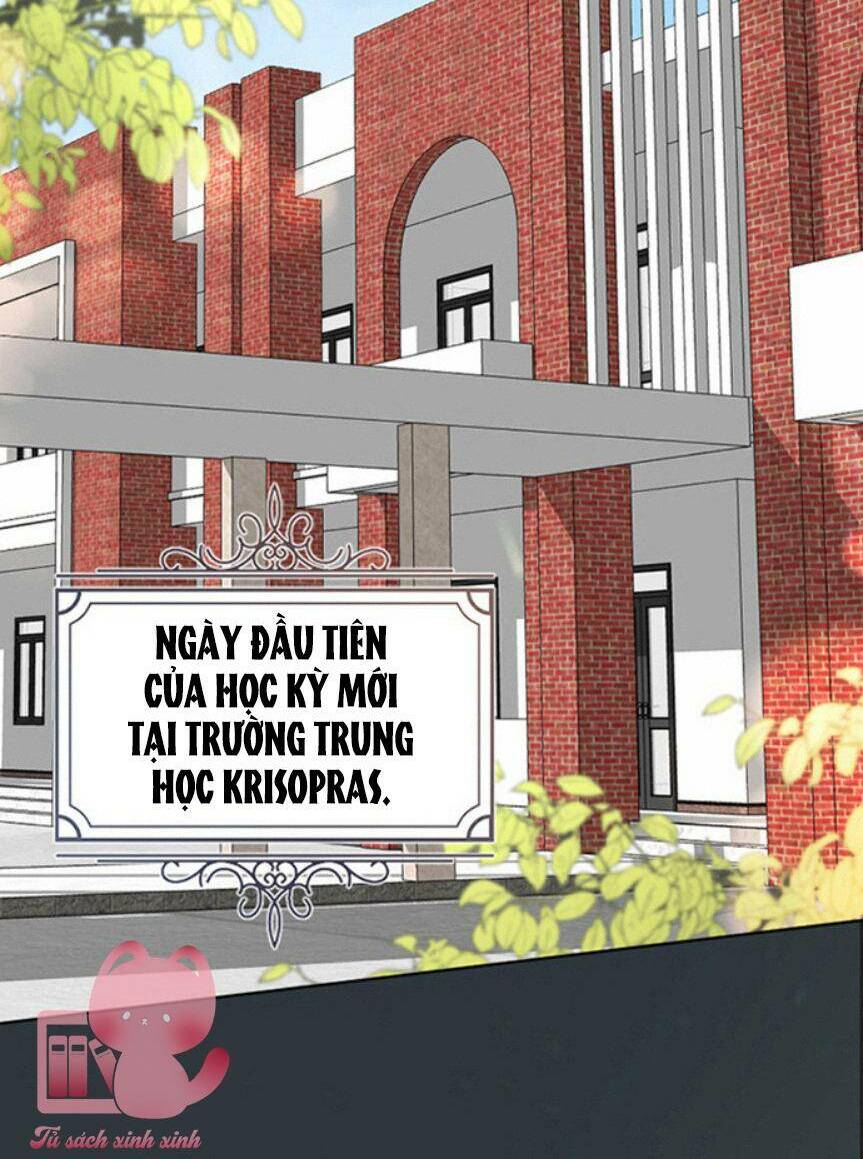 NGÀY ĐẦU TIÊN
CỦA HỌC KỲ MỚI
TẠI TRƯỜNG TRUNG
HỌC KRISOPRAS.
Tủ sách xinh xinh